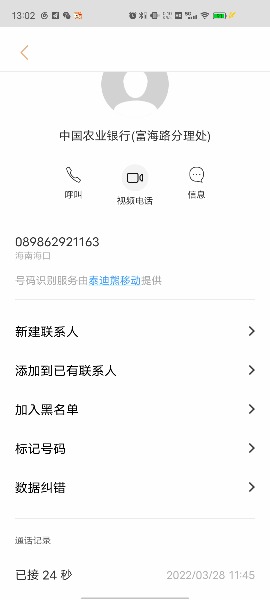 13:02
中国农业银行(富海路分理处)
呼叫
视频电话
信息
089862921163
海南海口
号码识别服务由泰迪熊移动提供
新建联系人
添加到已有联系人
加入黑名单
标记号码
数据纠错
通话记录
已接 24 秒
2022/03/28 11:45